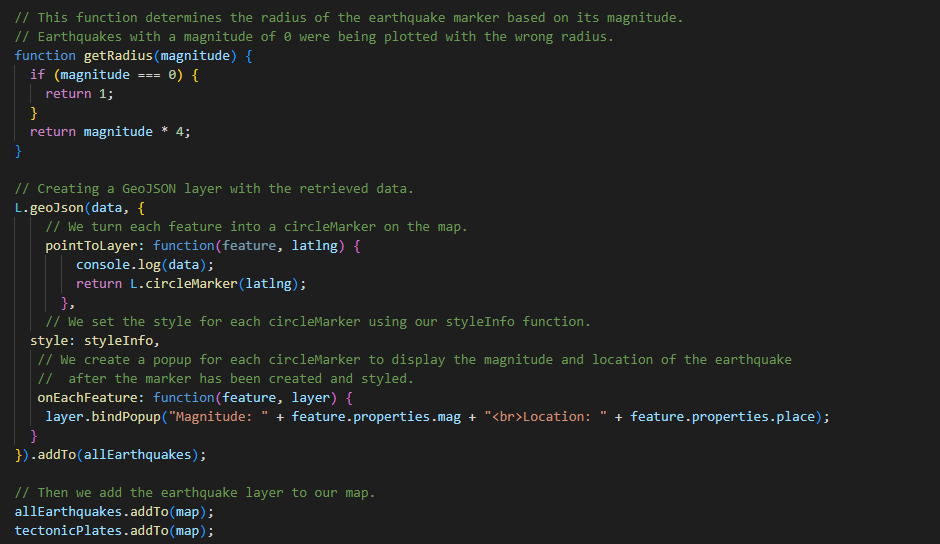 // This function determines the radius of the earthquake marker based on its magnitude.
// Earthquakes with a magnitude of 0 were being plotted with the wrong radius.
function getRadius(magnitude) {
  if (magnitude === 0) {
    return 1;
  }
  return magnitude * 4;
}

// Creating a GeoJSON layer with the retrieved data.
L.geoJson(data, {
    // We turn each feature into a circleMarker on the map.
    pointToLayer: function(feature, latlng) {
        console.log(data);
        return L.circleMarker(latlng);
      },
    // We set the style for each circleMarker using our styleInfo function.
  style: styleInfo,
   // We create a popup for each circleMarker to display the magnitude and location of the earthquake
   //  after the marker has been created and styled.
   onEachFeature: function(feature, layer) {
    layer.bindPopup("Magnitude: " + feature.properties.mag + "<br>Location: " + feature.properties.place);
  }
}).addTo(allEarthquakes);

// Then we add the earthquake layer to our map.
allEarthquakes.addTo(map);
tectonicPlates.addTo(map);